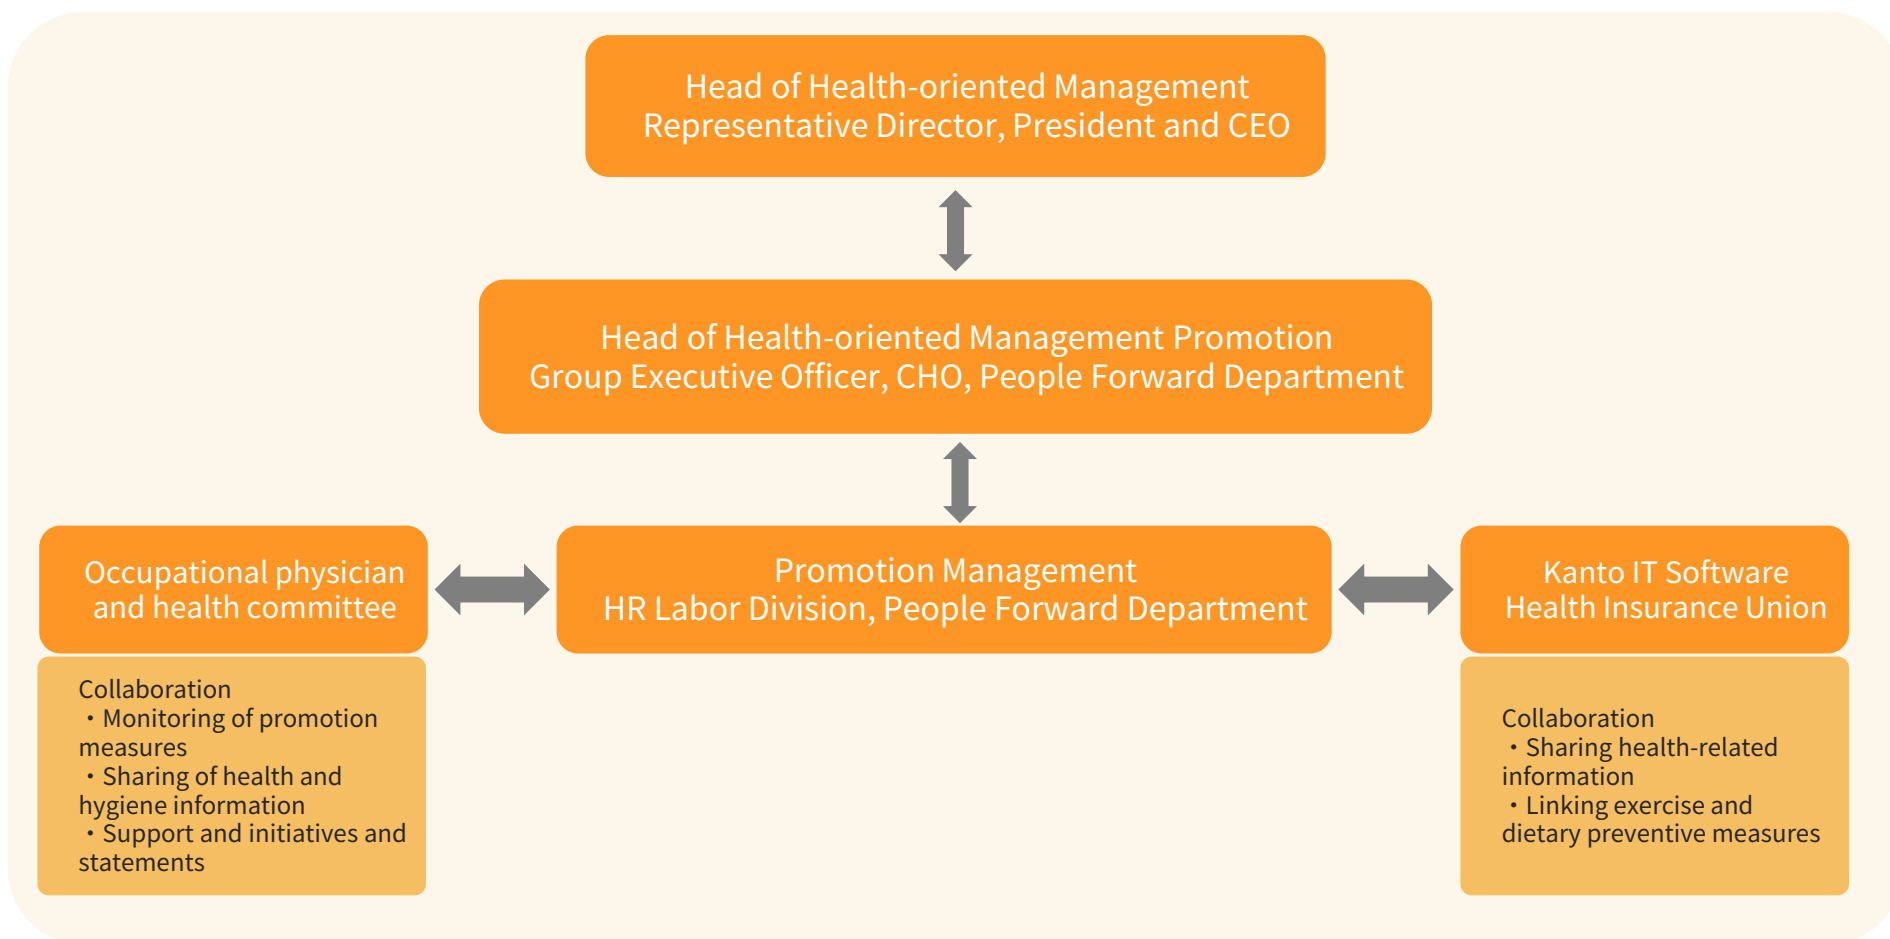 Head of Health-oriented Management
Representative Director, President and CEO
Head of Health-oriented Management Promotion
Group Executive Officer, CHO, People Forward Department
Occupational physician
and health committee
Promotion Management
HR Labor Division, People Forward Department
Kanto IT Software
Health Insurance Union
Collaboration
・Monitoring of promotion
measures
・Sharing of health and
hygiene information
・Support and initiatives and
statements
Collaboration
・Sharing health-related
information
・Linking exercise and
dietary preventive measures